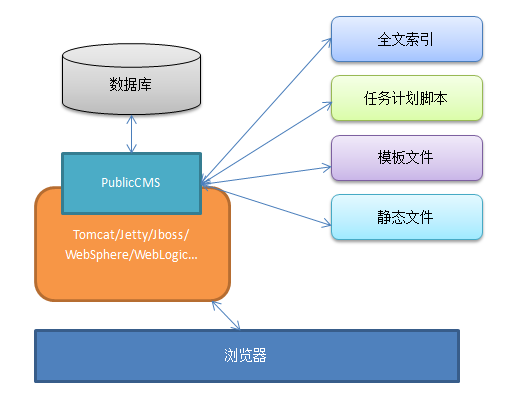 全文索引
数据库
任务计划脚本
模板文件
PublicCMS
静态文件
Tomcat/Jetty/Jboss/
WebSphere/WebLogic...
浏览器